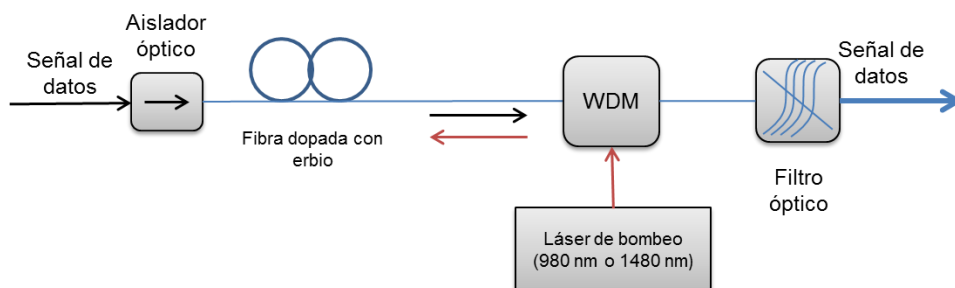 Aislador
óptico
Señal de
datos
Fibra dopada con
erbio
WDM
Láser de bombeo
(980 nm o 1480 nm)
Filtro
óptico
Señal de
datos